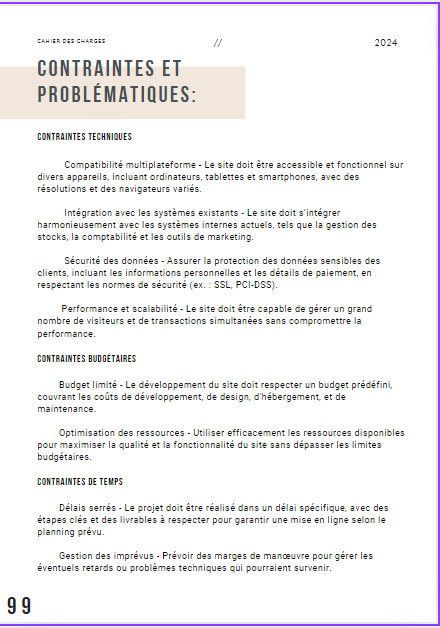 CAHIER DES CHARGES // 2024
CONTRAINTES ET
PROBLÉMATIQUES:
CONTRAINTES TECHNIQUES
Compatibilité multiplateforme - Le site doit être accessible et fonctionnel sur
divers appareils, incluant ordinateurs, tablettes et smartphones, avec des
résolutions et des navigateurs variés.
Intégration avec les systèmes existants - Le site doit s'intégrer
harmonieusement avec les systèmes internes actuels, tels que la gestion des
stocks, la comptabilité et les outils de marketing.
Sécurité des données - Assurer la protection des données sensibles des
clients, incluant les informations personnelles et les détails de paiement, en
respectant les normes de sécurité (ex. : SSL, PCI-DSS).
Performance et scalabilité - Le site doit être capable de gérer un grand
nombre de visiteurs et de transactions simultanées sans compromettre la
performance.
CONTRAINTES BUDGÉTAIRES
Budget limité - Le développement du site doit respecter un budget prédéfini,
couvrant les coûts de développement, de design, d'hébergement, et de
maintenance.
Optimisation des ressources - Utiliser efficacement les ressources disponibles
pour maximiser la qualité et la fonctionnalité du site sans dépasser les limites
budgétaires.
CONTRAINTES DE TEMPS
Délais serrés - Le projet doit être réalisé dans un délai spécifique, avec des
étapes clés et des livrables à respecter pour garantir une mise en ligne selon le
planning prévu.
Gestion des imprévus - Prévoir des marges de manœuvre pour gérer les
éventuels retards ou problèmes techniques qui pourraient survenir.
99